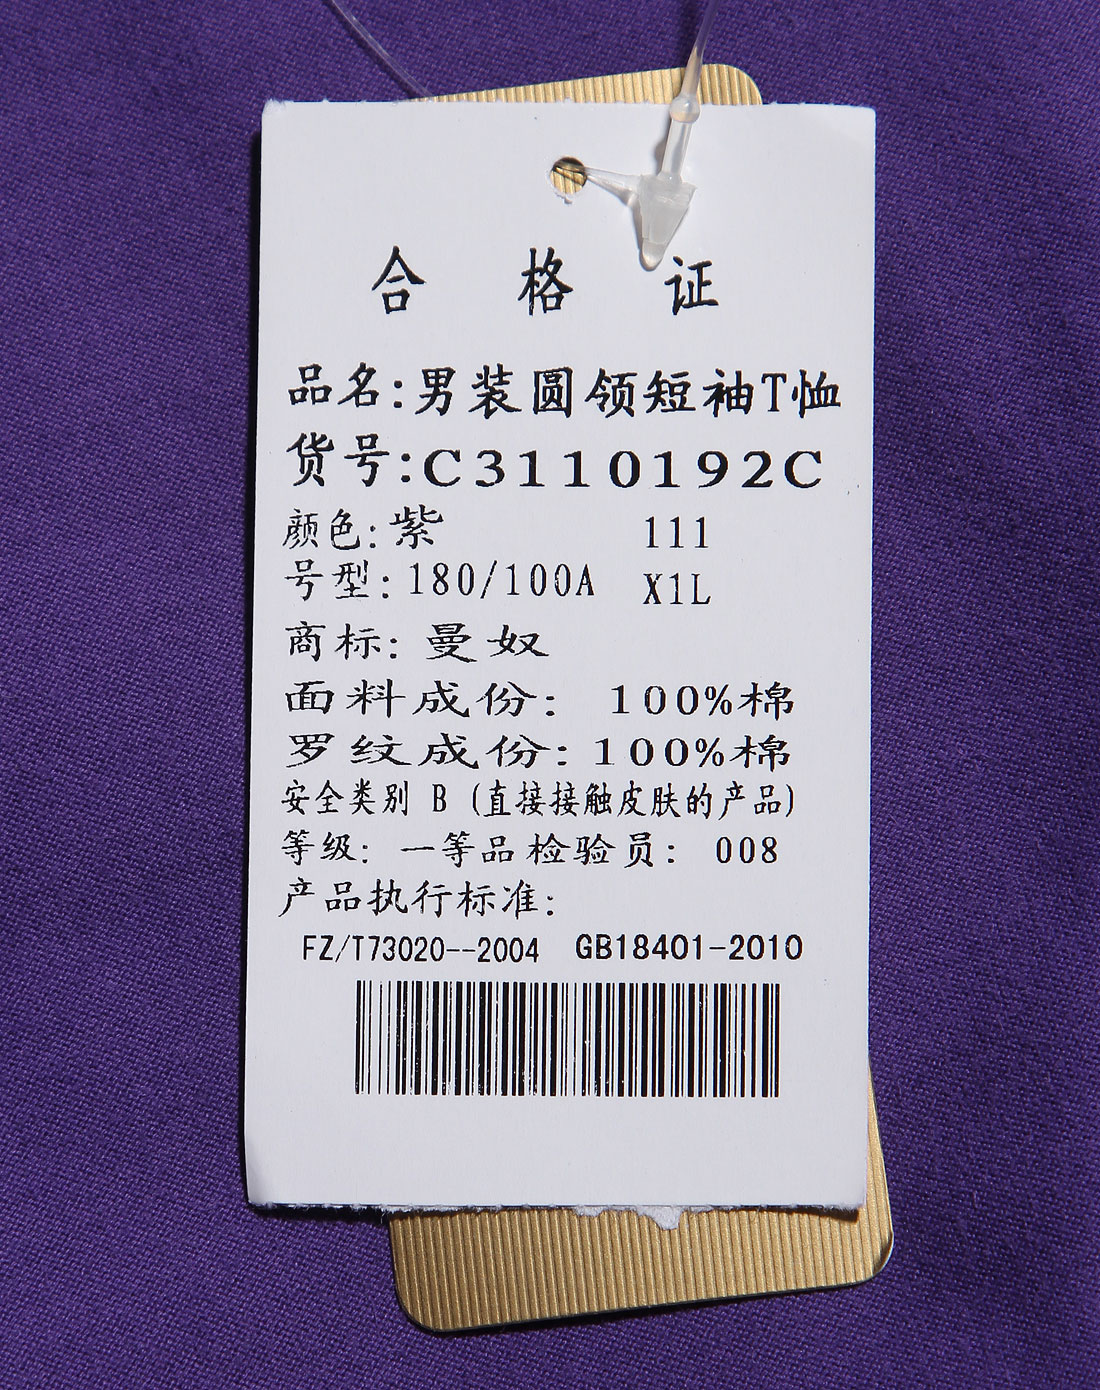 合格证
品名:男装圆领短袖T恤
货号:C3110192C
颜色:紫 111
号型:180/100A X1L
商标:曼奴
面料成份: 100%棉
罗纹成份:100%棉
安全类别 B (直接接触皮肤的产品)
等级: 一等品 检验员: 008
产品执行标准:
FZ/T73020--2004 GB18401-2010